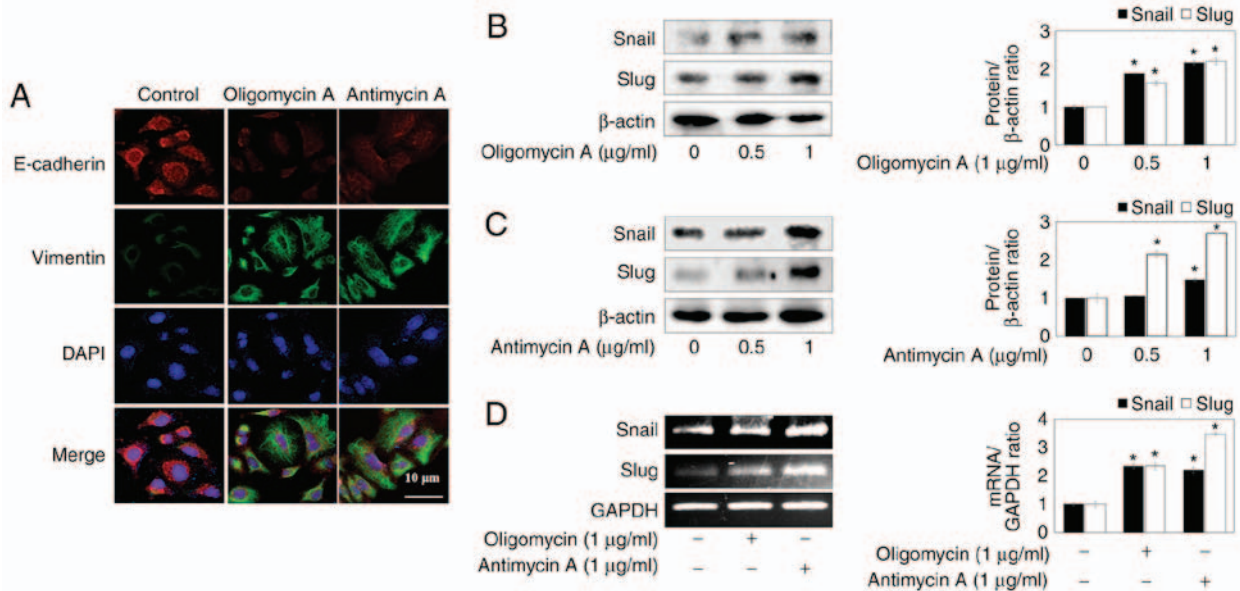 A
Control Oligomycin A Antimycin A
E-cadherin
Vimentin
DAPI
Merge
10 μm
B
Snail
Slug
β-actin
Oligomycin A (μg/ml) 0 0.5 1
Snail Slug
Protein/
β-actin ratio
3
2
1
0
* * * *
Oligomycin A (1 μg/ml) 0 0.5 1
C
Snail
Slug
β-actin
Antimycin A (μg/ml) 0 0.5 1
Snail Slug
Protein/
β-actin ratio
3
2
1
0
* * *
Antimycin A (μg/ml) 0 0.5 1
D
Snail
Slug
GAPDH
Oligomycin (1 μg/ml) – + –
Antimycin A (1 μg/ml) – – +
Snail Slug
mRNA/
GAPDH ratio
4
3
2
1
0
* * * *
Oligomycin (1 μg/ml) – + –
Antimycin A (1 μg/ml) – – +